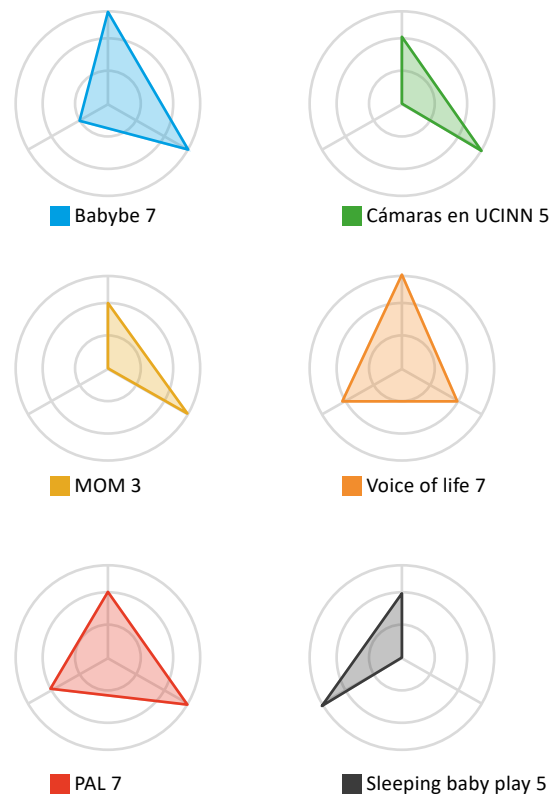 Babybe 7
Cámaras en UCINN 5
MOM 3
Voice of life 7
PAL 7
Sleeping baby play 5